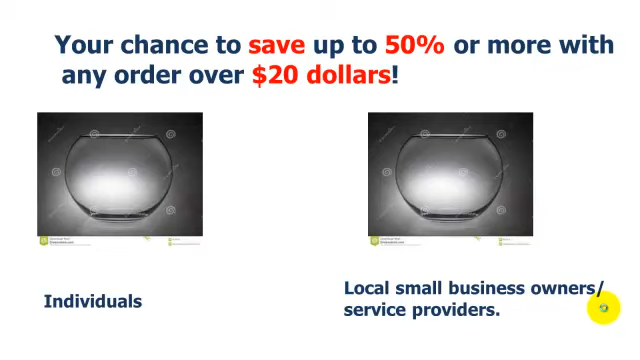 Your chance to save up to 50% or more with
any order over $20 dollars!
Individuals
Local small business owners/
service providers.